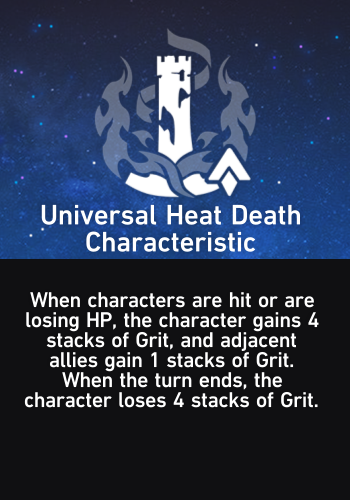 Universal Heat Death
Characteristic
When characters are hit or are
losing HP, the character gains 4
stacks of Grit, and adjacent
allies gain 1 stacks of Grit.
When the turn ends, the
character loses 4 stacks of Grit.